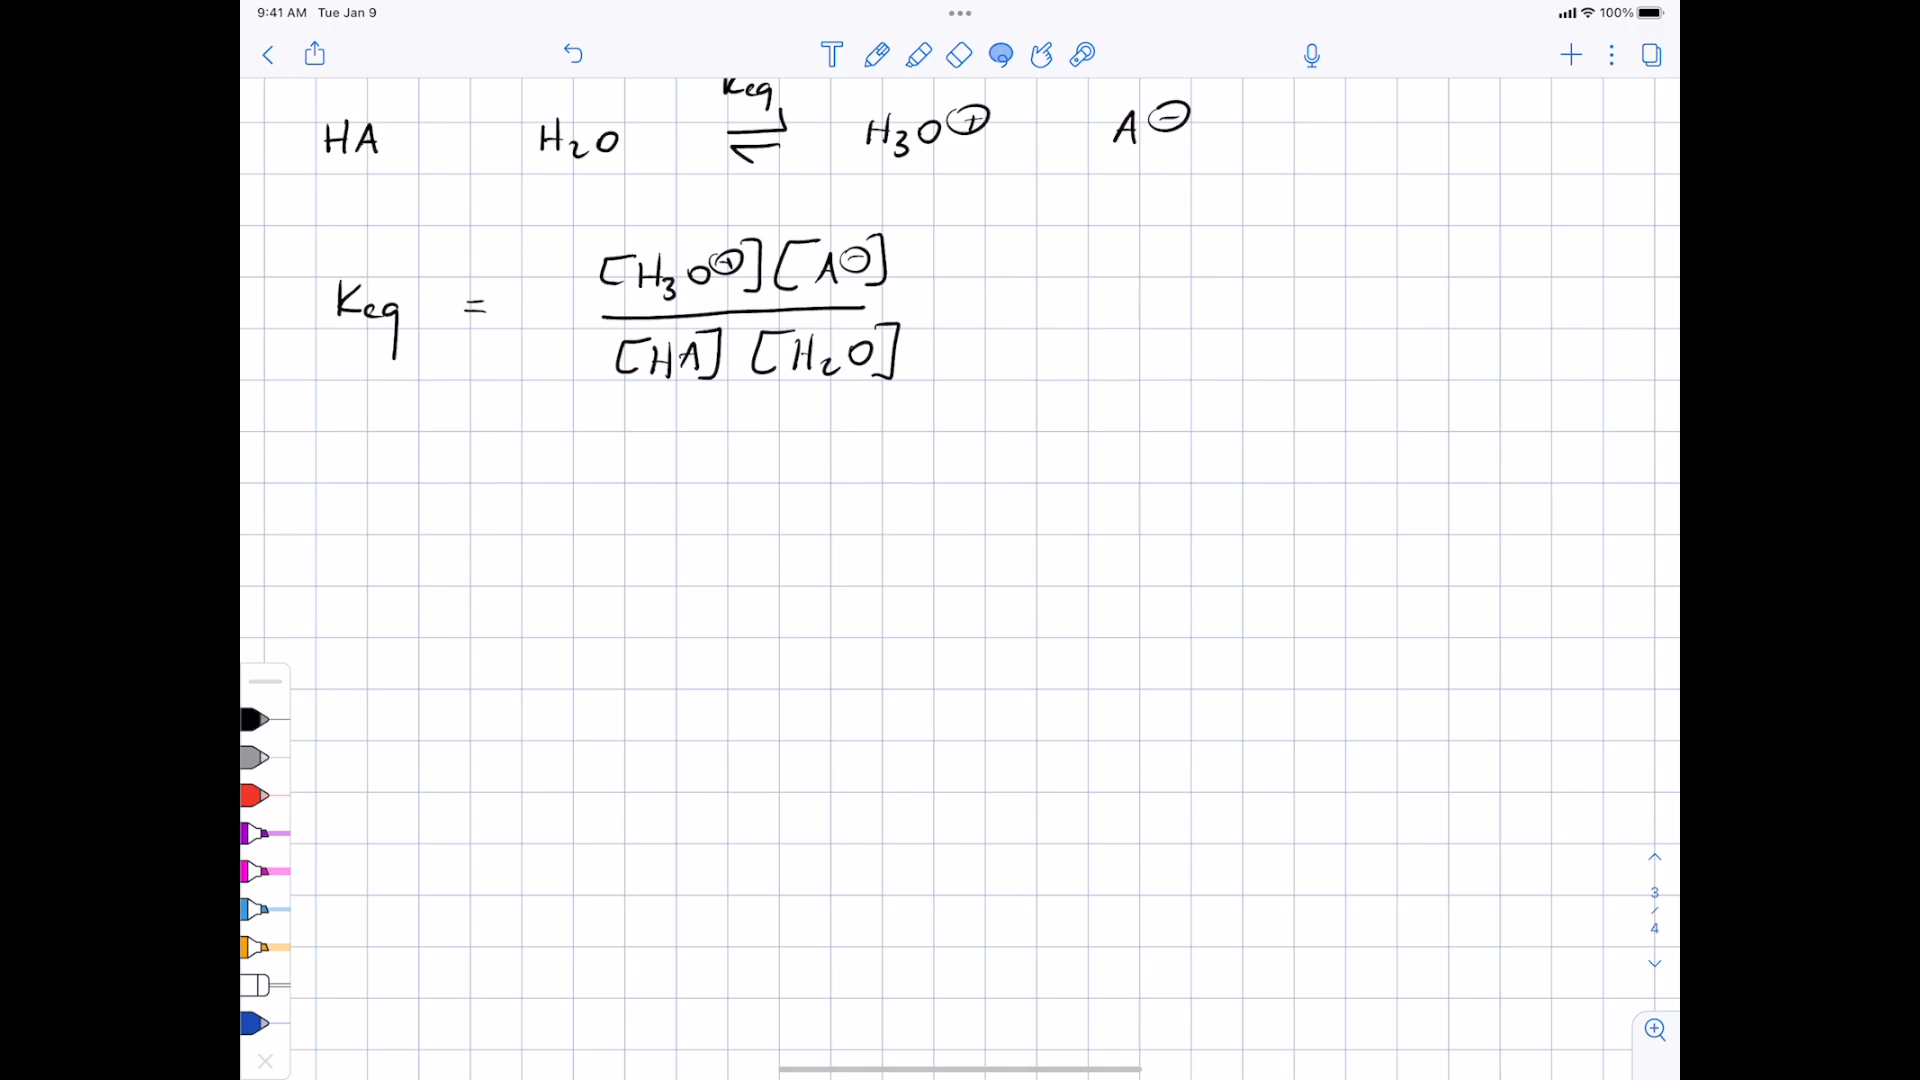 9:41 AM Tue Jan 9
100%
Keq
HA H₂O ⇌ H₃O⊕ A⊖
[H₃O⊕][A⊖]
Keq =
[HA] [H₂O]
3
/
4